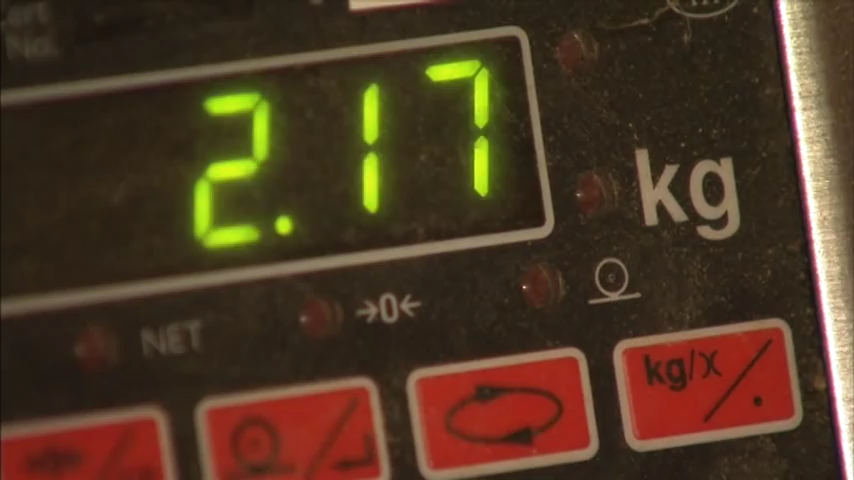 2.17
kg
NET
→0←
kg/x